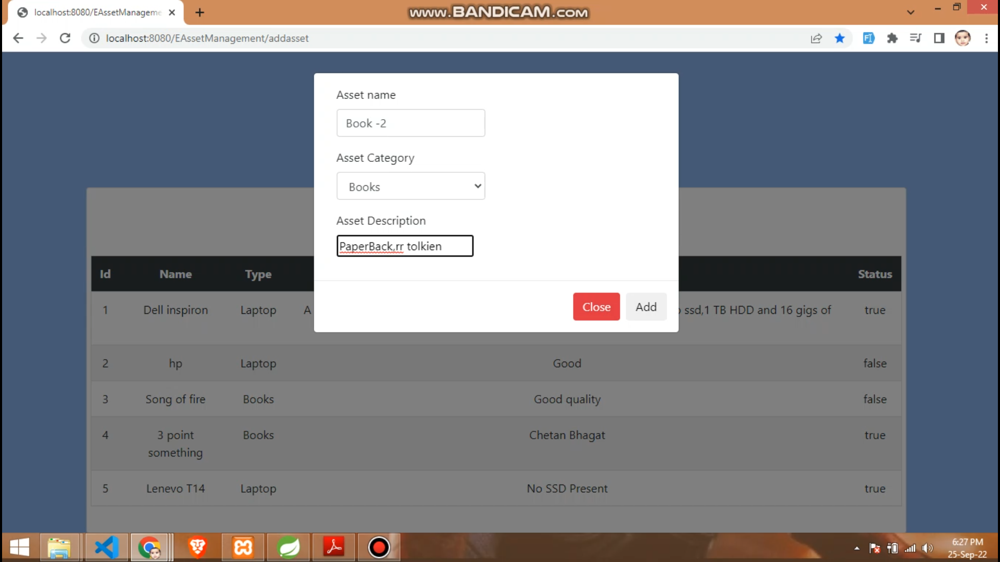 localhost:8080/EAssetManageme
www.BANDICAM.com
localhost:8080/EAssetManagement/addasset
Asset name
Book -2
Asset Category
Books
Asset Description
PaperBack,rr tolkien
Close Add
Id Name Type Status
1 Dell inspiron Laptop A ssd,1 TB HDD and 16 gigs of true
2 hp Laptop Good false
3 Song of fire Books Good quality false
4 3 point something Books Chetan Bhagat true
5 Lenevo T14 Laptop No SSD Present true
6:27 PM
25-Sep-22